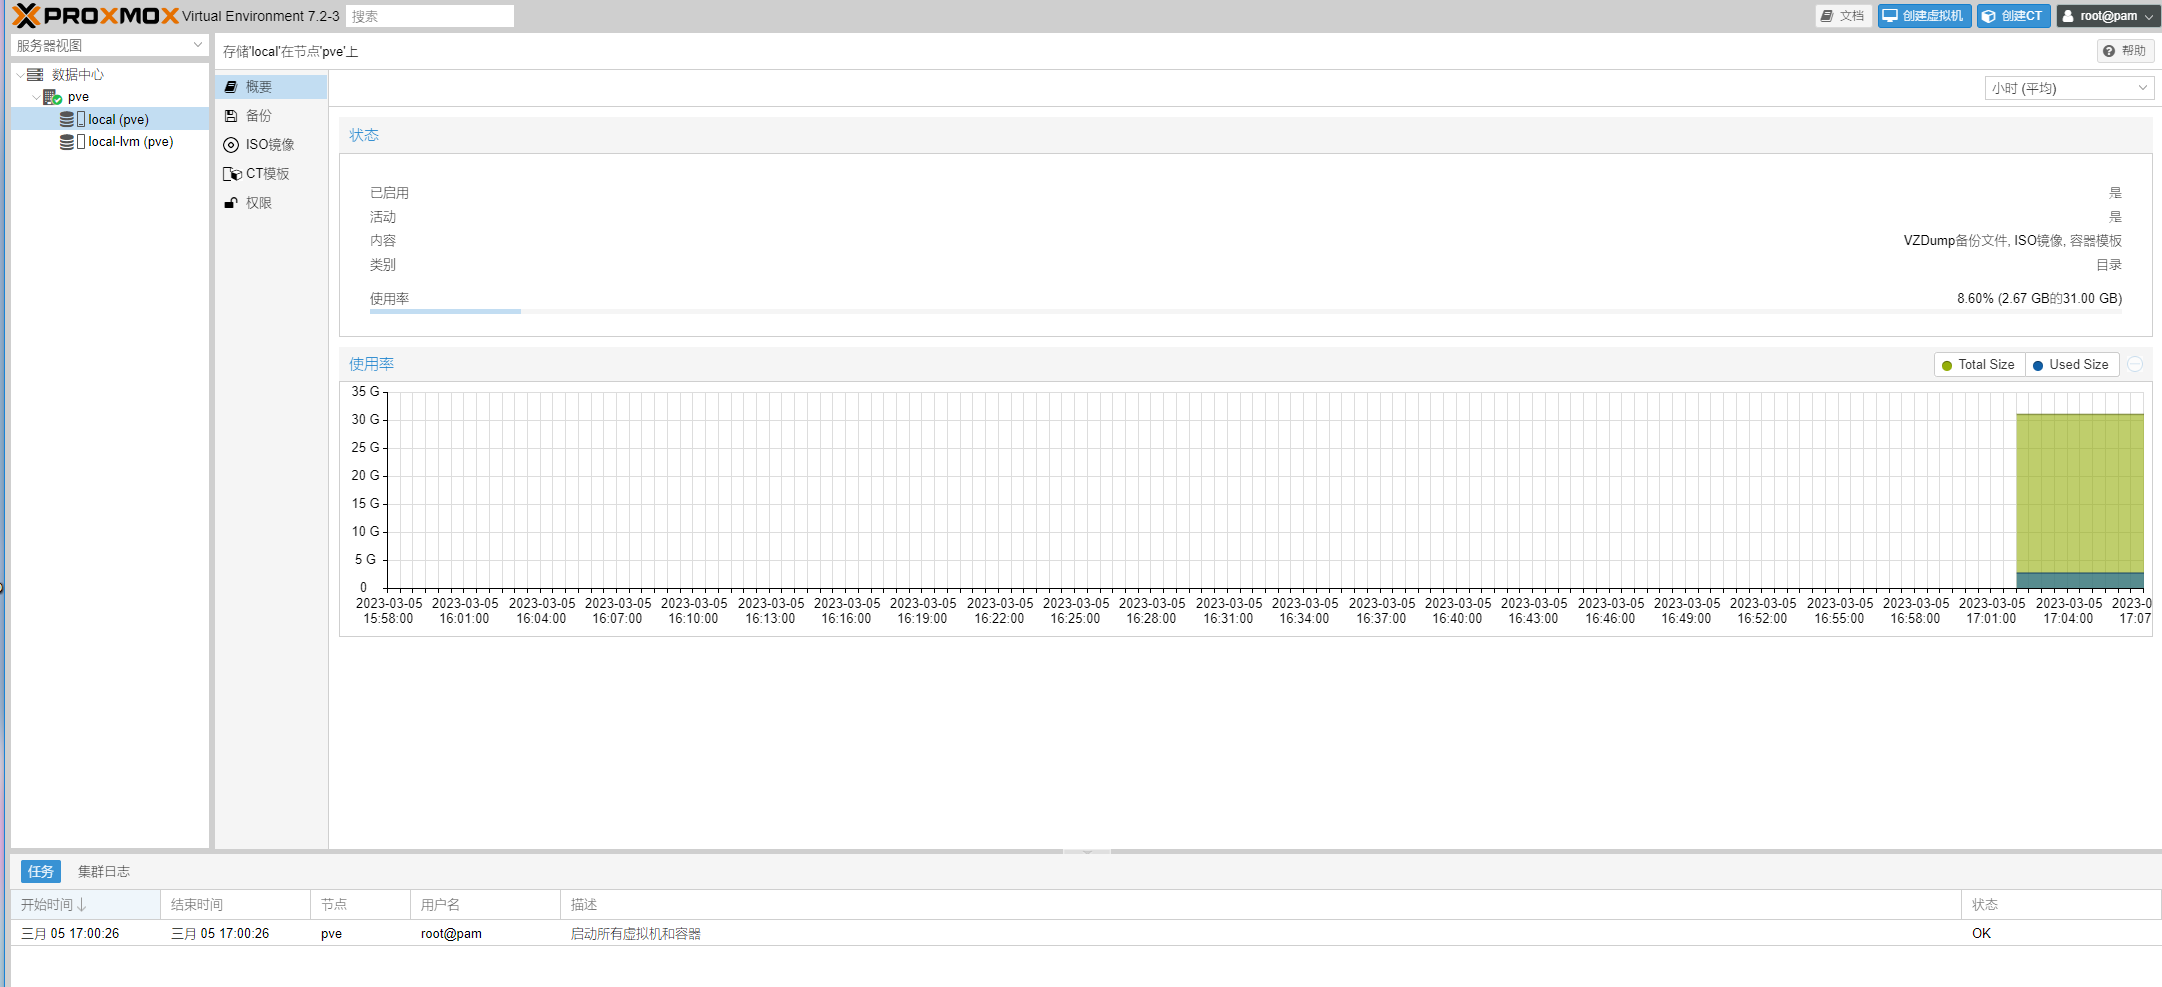 PROXMOX Virtual Environment 7.2-3 搜索 文档 创建虚拟机 创建CT root@pam
服务器视图
存储'local'在节点'pve'上 帮助
数据中心
pve
local (pve)
local-lvm (pve)
概要
备份
ISO镜像
CT模板
权限
小时 (平均)
状态
已启用 是
活动 是
内容 VZDump备份文件, ISO镜像, 容器模板
类别 目录
使用率 8.60% (2.67 GB的31.00 GB)
使用率 Total Size Used Size
35 G
30 G
25 G
20 G
15 G
10 G
5 G
0
2023-03-05 2023-03-05 2023-03-05 2023-03-05 2023-03-05 2023-03-05 2023-03-05 2023-03-05 2023-03-05 2023-03-05 2023-03-05 2023-03-05 2023-03-05 2023-03-05 2023-03-05 2023-03-05 2023-03-05 2023-03-05 2023-03-05 2023-03-05 2023-03-05 2023-03-05 2023-03-05 2023-0
15:58:00 16:01:00 16:04:00 16:07:00 16:10:00 16:13:00 16:16:00 16:19:00 16:22:00 16:25:00 16:28:00 16:31:00 16:34:00 16:37:00 16:40:00 16:43:00 16:46:00 16:49:00 16:52:00 16:55:00 16:58:00 17:01:00 17:04:00 17:07
任务 集群日志
开始时间 结束时间 节点 用户名 描述 状态
三月 05 17:00:26 三月 05 17:00:26 pve root@pam 启动所有虚拟机和容器 OK